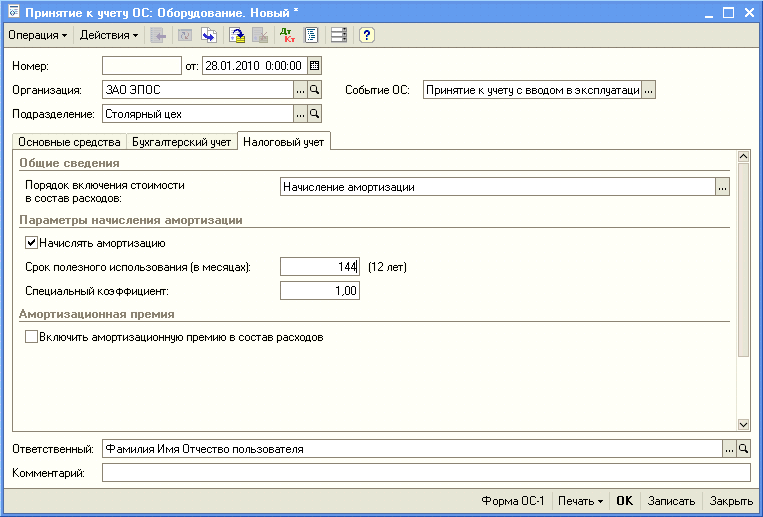 Принятие к учету ОС: Оборудование. Новый *
Операция Действия Дт Кт ?
Номер: от: 28.01.2010 0:00:00
Организация: ЗАО ЭПОС ... Событие ОС: Принятие к учету с вводом в эксплуатаци ...
Подразделение: Столярный цех ...
Основные средства Бухгалтерский учет Налоговый учет
Общие сведения
Порядок включения стоимости
в состав расходов:
Начисление амортизации ...
Параметры начисления амортизации
Начислять амортизацию
Срок полезного использования (в месяцах): 144 (12 лет)
Специальный коэффициент: 1,00
Амортизационная премия
Включить амортизационную премию в состав расходов
Ответственный: Фамилия Имя Отчество пользователя ...
Комментарий:
Форма ОС-1 Печать OK Записать Закрыть